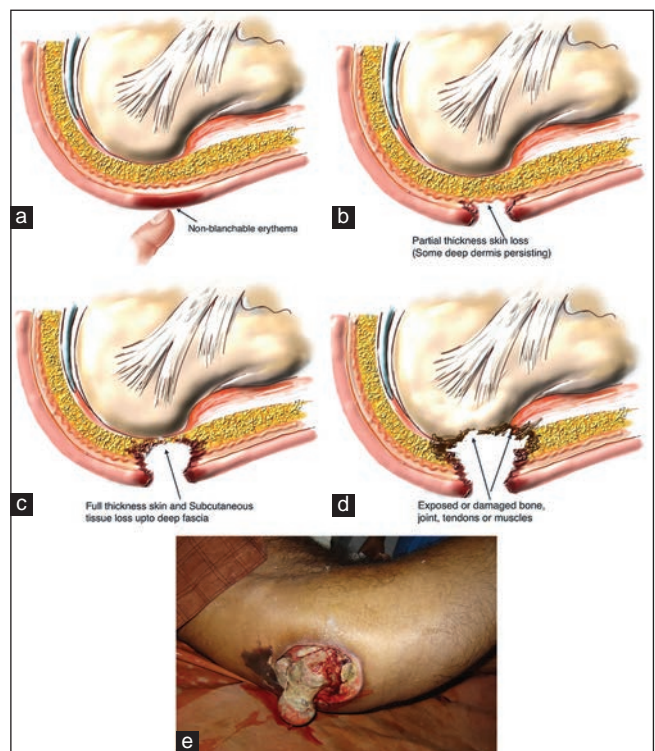 a
Non-blanchable erythema
b
Partial thickness skin loss
(Some deep dermis persisting)
c
Full thickness skin and Subcutaneous
tissue loss upto deep fascia
d
Exposed or damaged bone,
joint, tendons or muscles
e